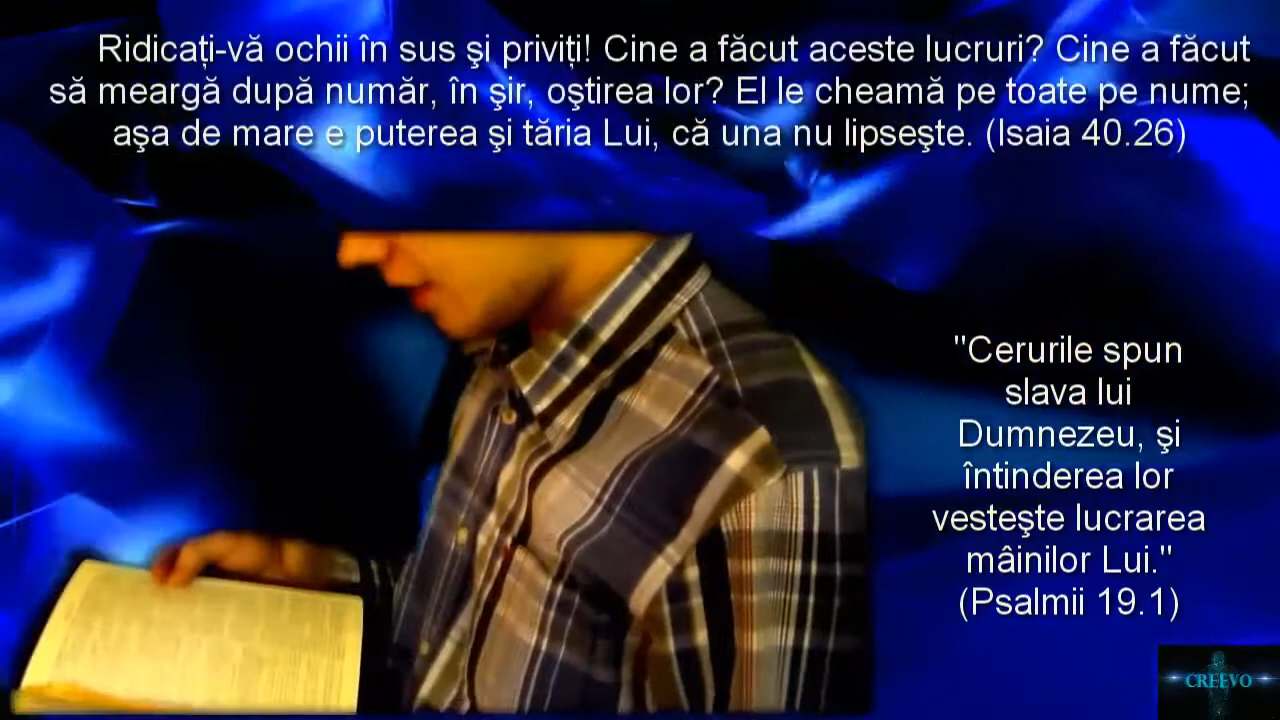 Ridicați-vă ochii în sus şi priviți! Cine a făcut aceste lucruri? Cine a făcut
să meargă după număr, în şir, oştirea lor? El le cheamă pe toate pe nume;
aşa de mare e puterea şi tăria Lui, că una nu lipseşte. (Isaia 40.26)
"Cerurile spun
slava lui
Dumnezeu, şi
întinderea lor
vesteşte lucrarea
mâinilor Lui."
(Psalmii 19.1)
CREEVO